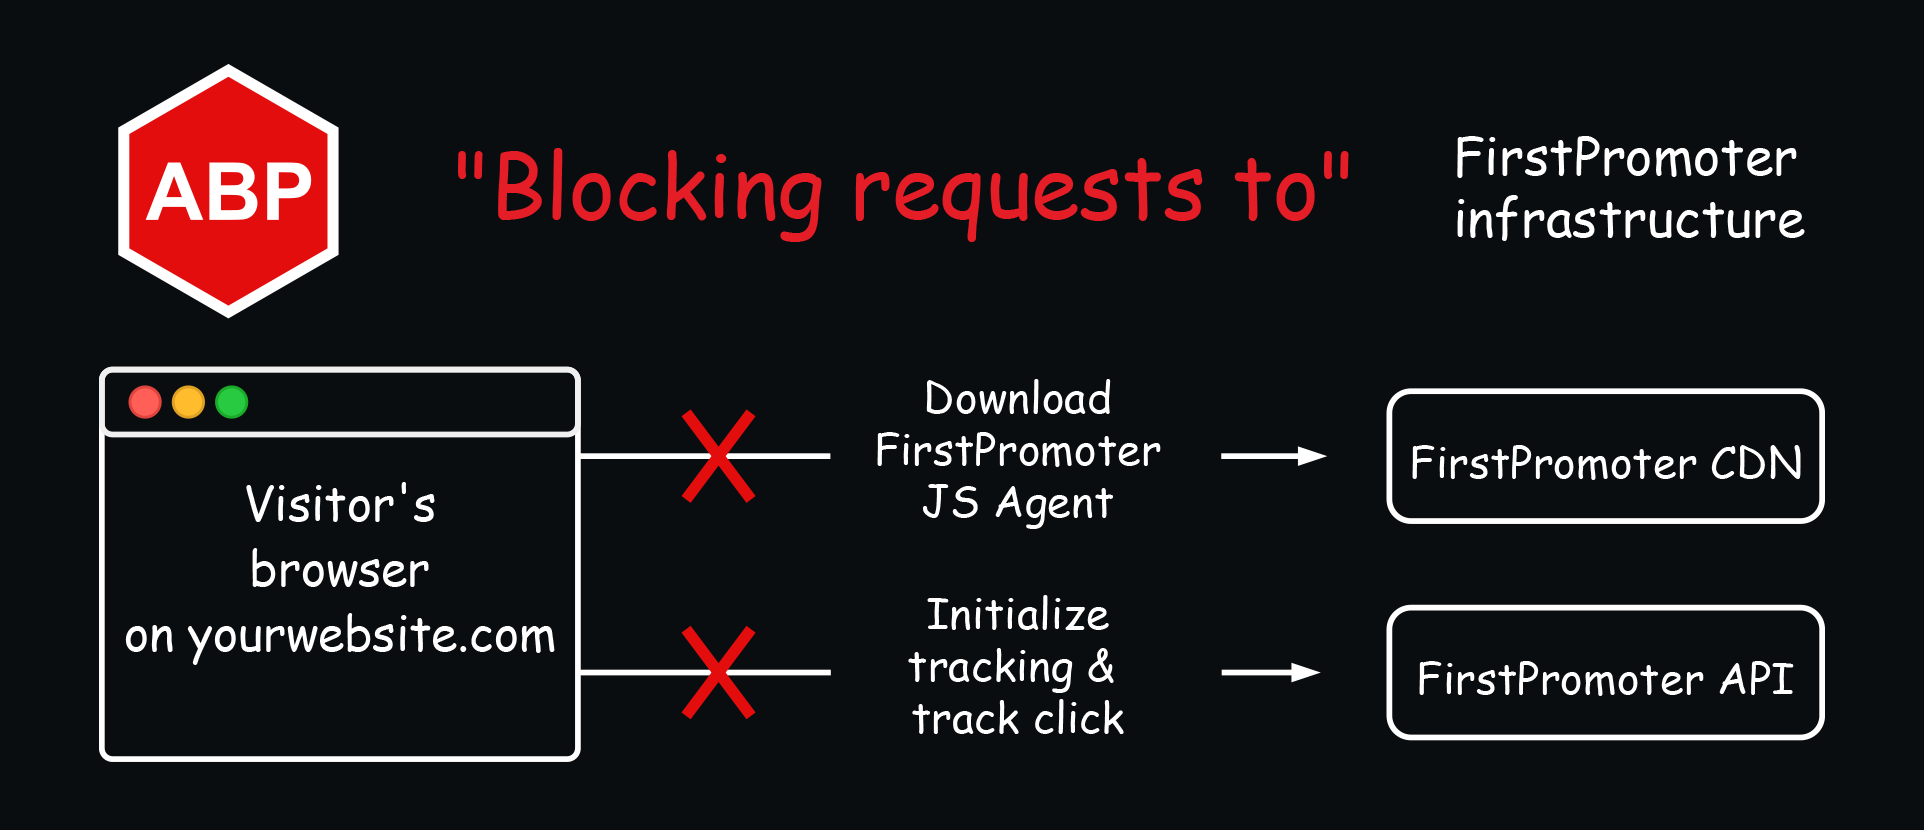 ABP
"Blocking requests to"
FirstPromoter
infrastructure
Visitor's
browser
on yourwebsite.com
Download
FirstPromoter
JS Agent
FirstPromoter CDN
Initialize
tracking &
track click
FirstPromoter API